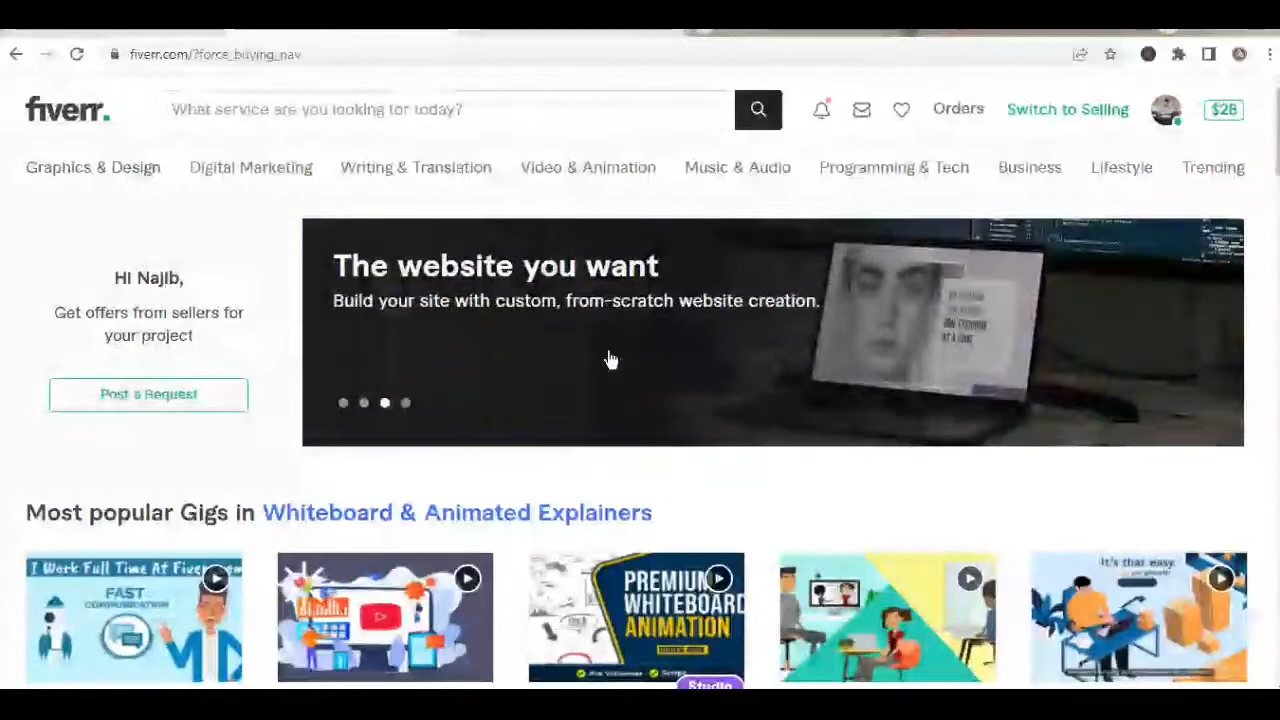 fiverr.com/?force_buying_nav
fiverr.
What service are you looking for today?
Orders
Switch to Selling
$28
Graphics & Design
Digital Marketing
Writing & Translation
Video & Animation
Music & Audio
Programming & Tech
Business
Lifestyle
Trending
Hi Najib,
Get offers from sellers for
your project
Post a Request
The website you want
Build your site with custom, from-scratch website creation.
Most popular Gigs in Whiteboard & Animated Explainers
I Work Full Time At Fiverr
FAST
COMMUNICATION
PREMIUM
WHITEBOARD
ANIMATION
Studio
It's that easy